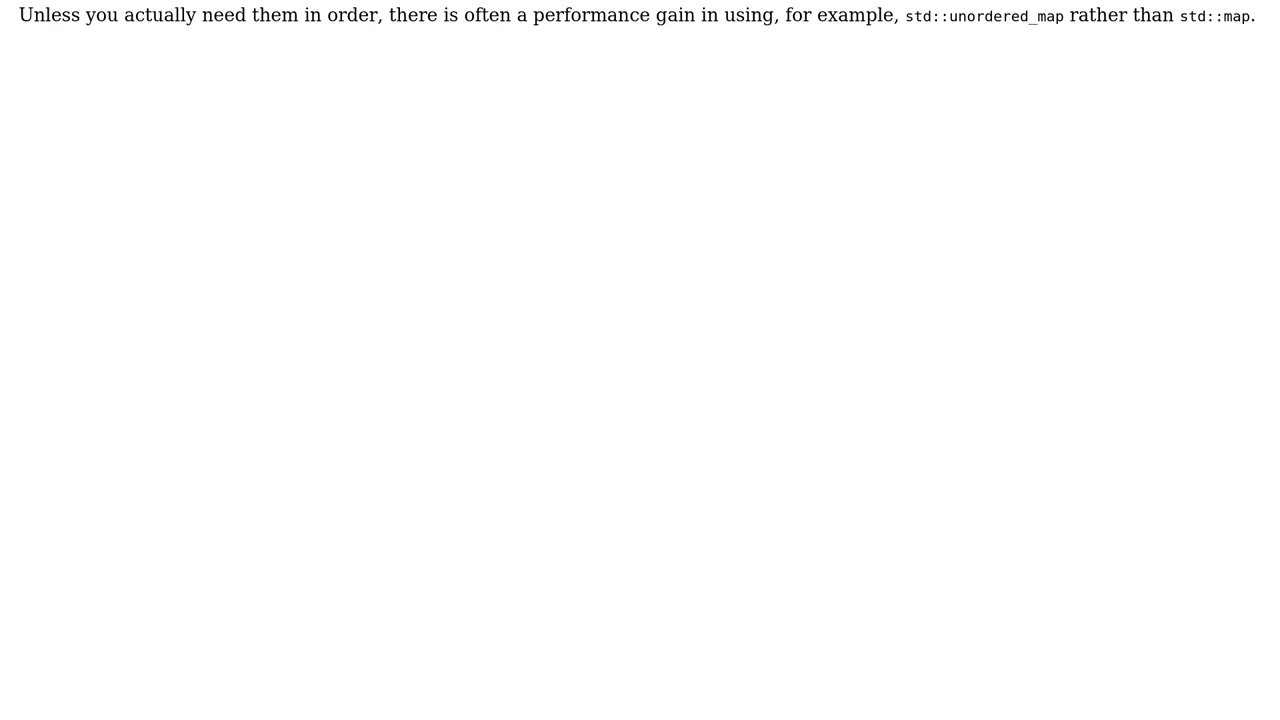 Unless you actually need them in order, there is often a performance gain in using, for example, std::unordered_map rather than std::map.